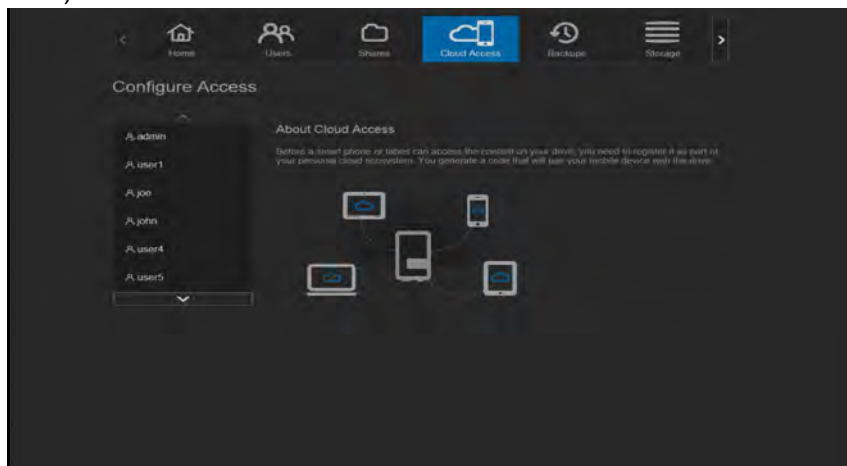 Home Users Shares Cloud Access Backups Storage
Configure Access
admin
user1
joe
john
user4
user5
About Cloud Access
Before a smart phone or tablet can access the content on your drive, you need to register it as part of
your personal cloud ecosystem. You generate a code that will pair your mobile device with the drive.